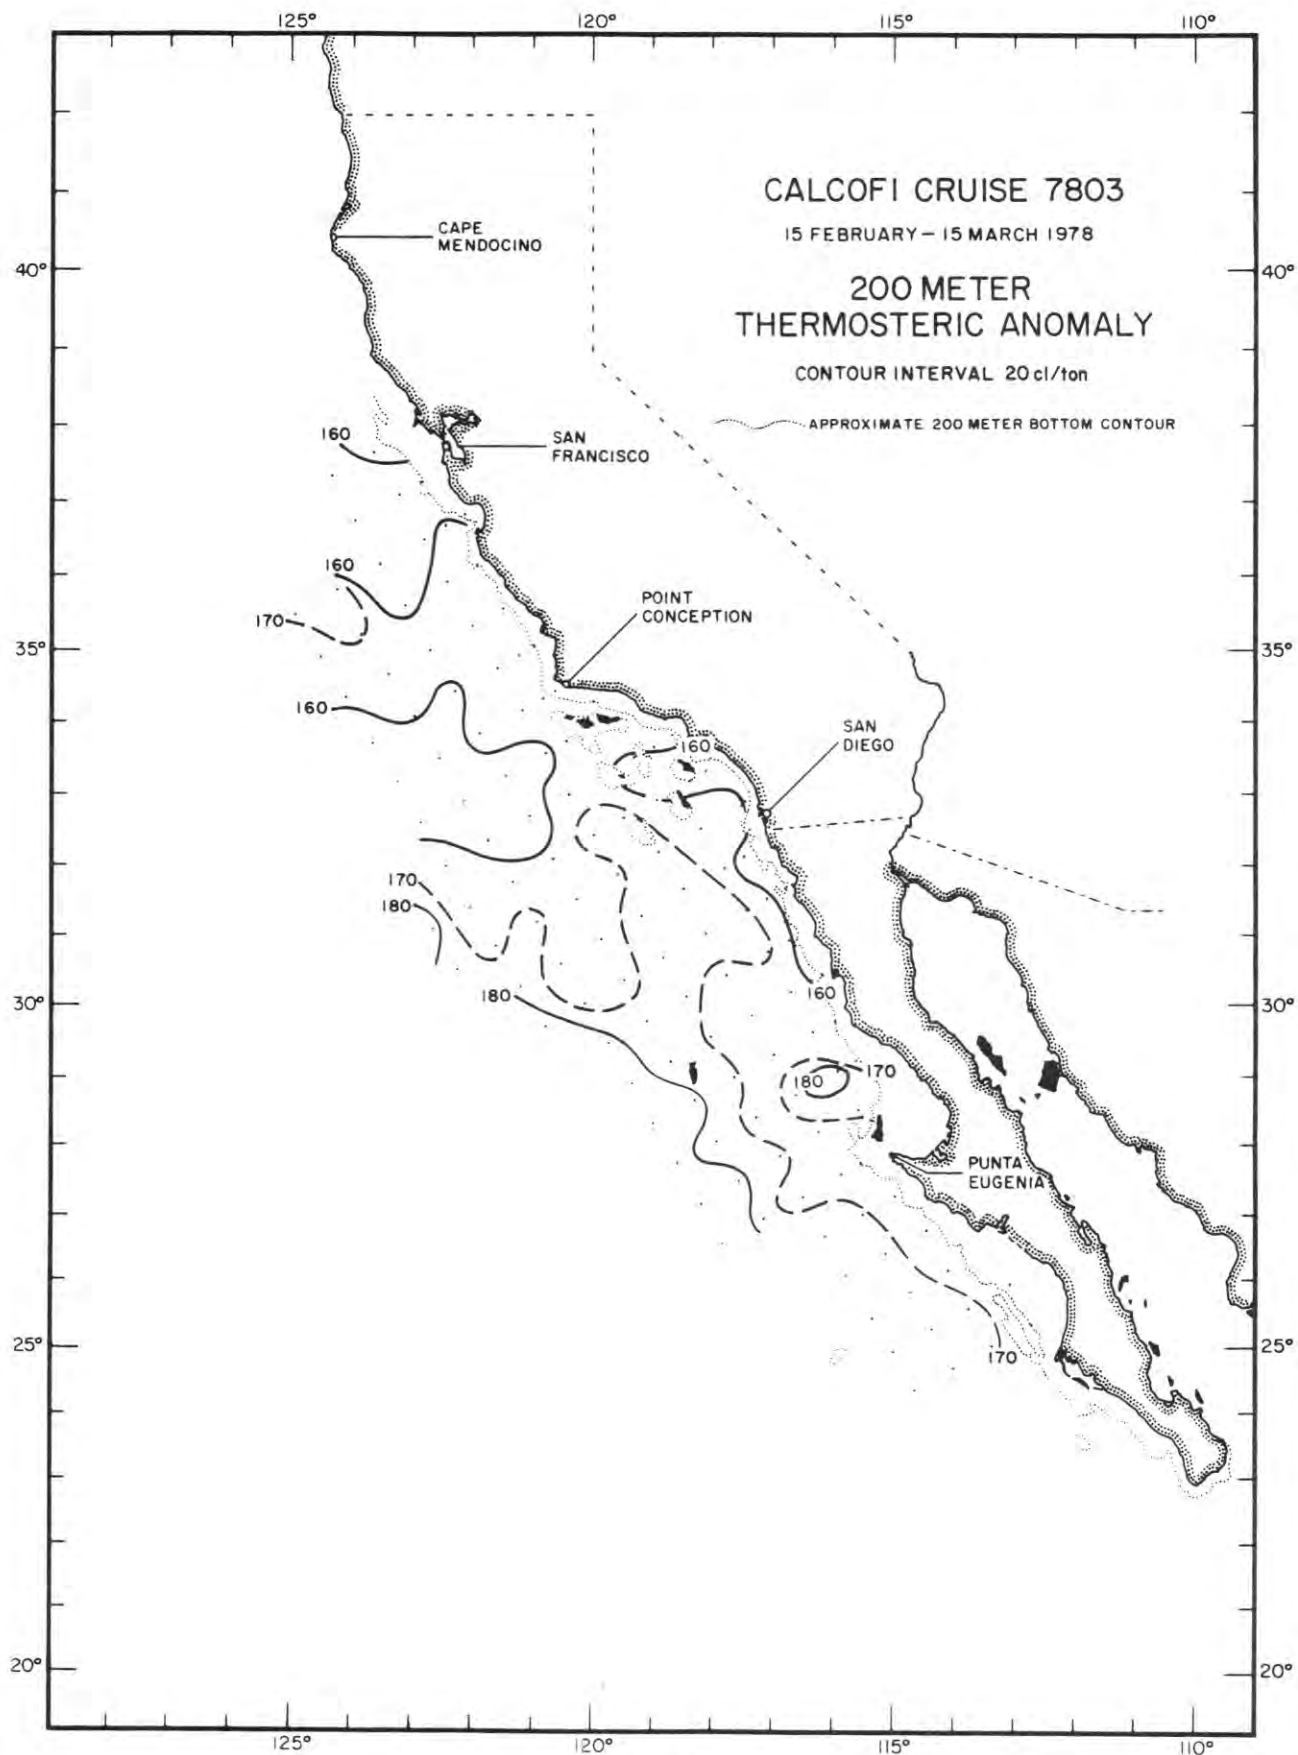 125° 120° 115° 110°
CALCOFI CRUISE 7803
15 FEBRUARY – 15 MARCH 1978
CAPE
MENDOCINO
40° 40°
200 METER
THERMOSTERIC ANOMALY
CONTOUR INTERVAL 20 cl/ton
APPROXIMATE 200 METER BOTTOM CONTOUR
160
SAN
FRANCISCO
160
POINT
CONCEPTION
170
35° 35°
160
SAN
DIEGO
160
170
180
180
160
30° 30°
170
180
PUNTA
EUGENIA
170
25° 25°
20° 20°
125° 120° 115° 110°